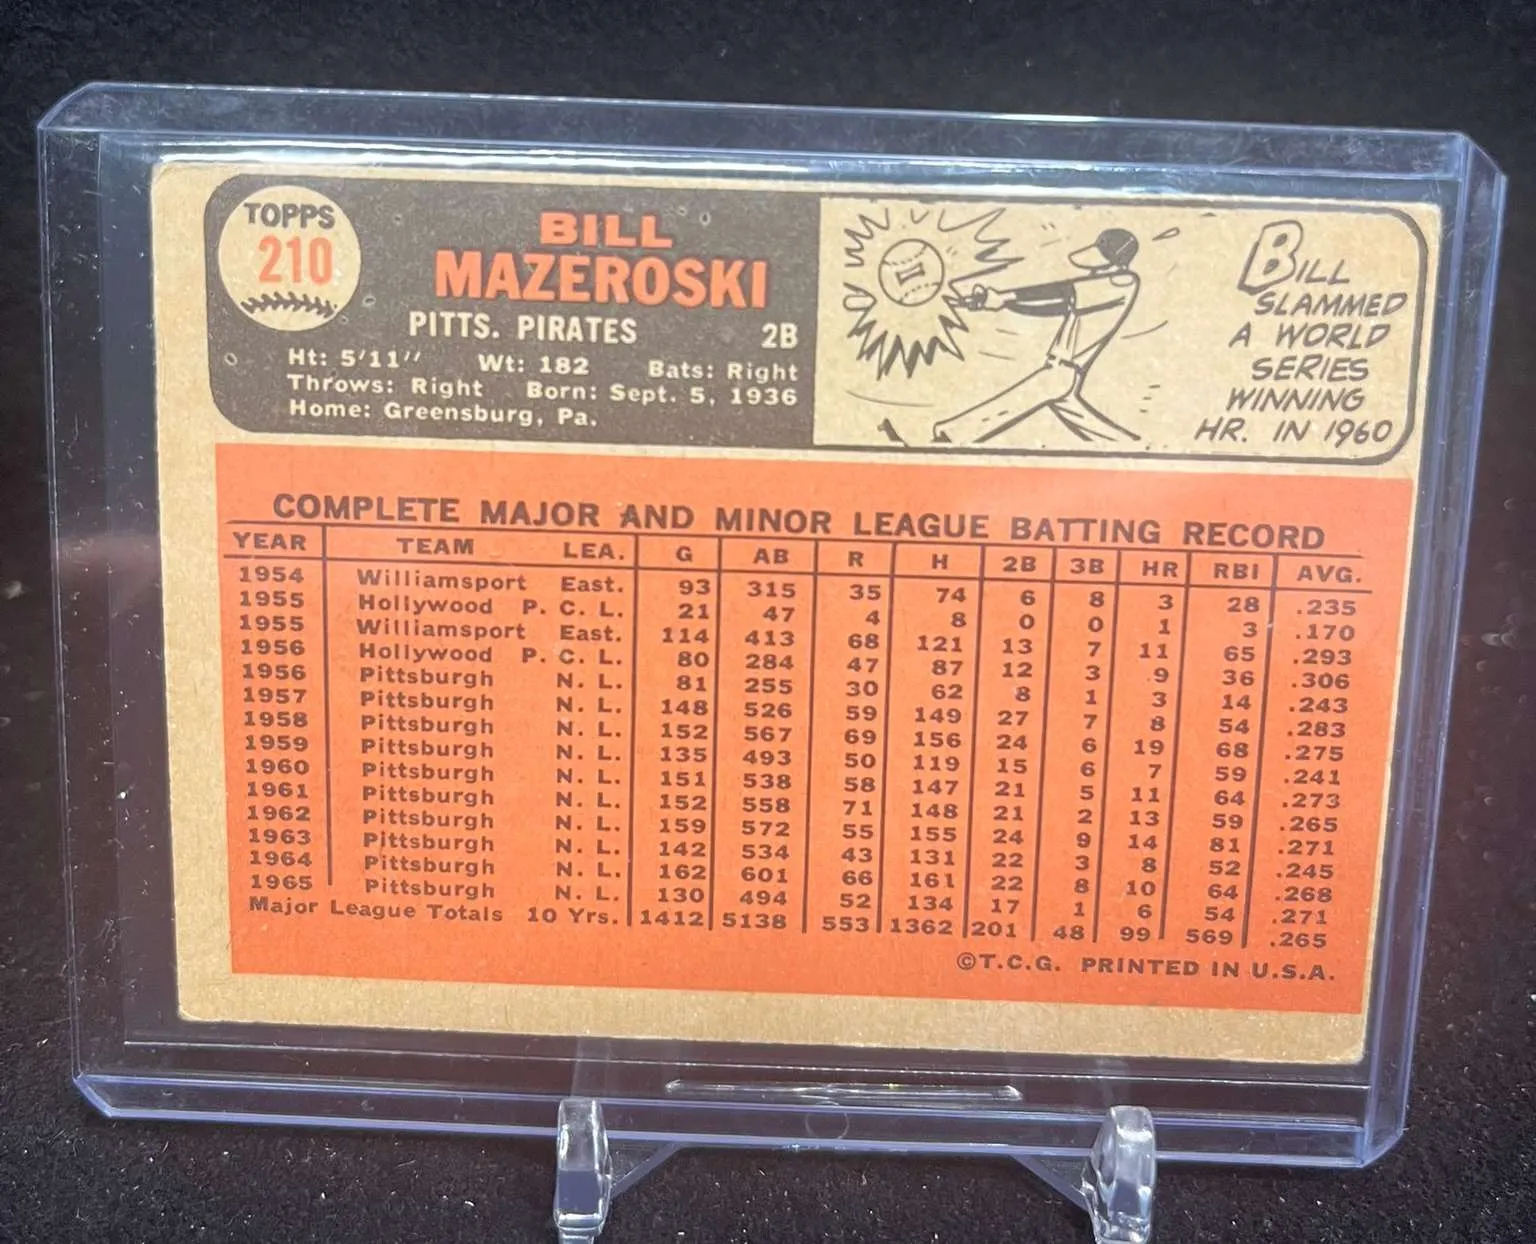 TOPPS
210
BILL
MAZEROSKI
PITTS. PIRATES 2B
Ht: 5'11" Wt: 182 Bats: Right
Throws: Right Born: Sept. 5, 1936
Home: Greensburg, Pa.
BILL
SLAMMED
A WORLD
SERIES
WINNING
HR. IN 1960
COMPLETE MAJOR AND MINOR LEAGUE BATTING RECORD
YEAR TEAM LEA. G AB R H 2B 3B HR RBI AVG.
1954 Williamsport East. 93 315 35 74 6 8 3 28 .235
1955 Hollywood P. C. L. 21 47 4 8 0 0 1 3 .170
1955 Williamsport East. 114 413 68 121 13 7 11 65 .293
1956 Hollywood P. C. L. 80 284 47 87 12 3 9 36 .306
1956 Pittsburgh N. L. 81 255 30 62 8 1 3 14 .243
1957 Pittsburgh N. L. 148 526 59 149 27 7 8 54 .283
1958 Pittsburgh N. L. 152 567 69 156 24 6 19 68 .275
1959 Pittsburgh N. L. 135 493 50 119 15 6 7 59 .241
1960 Pittsburgh N. L. 151 538 58 147 21 5 11 64 .273
1961 Pittsburgh N. L. 152 558 71 148 21 2 13 59 .265
1962 Pittsburgh N. L. 159 572 55 155 24 9 14 81 .271
1963 Pittsburgh N. L. 142 534 43 131 22 3 8 52 .245
1964 Pittsburgh N. L. 162 601 66 161 22 8 10 64 .268
1965 Pittsburgh N. L. 130 494 52 134 17 1 6 54 .271
Major League Totals 10 Yrs. 1412 5138 553 1362 201 48 99 569 .265
©T.C.G. PRINTED IN U.S.A.